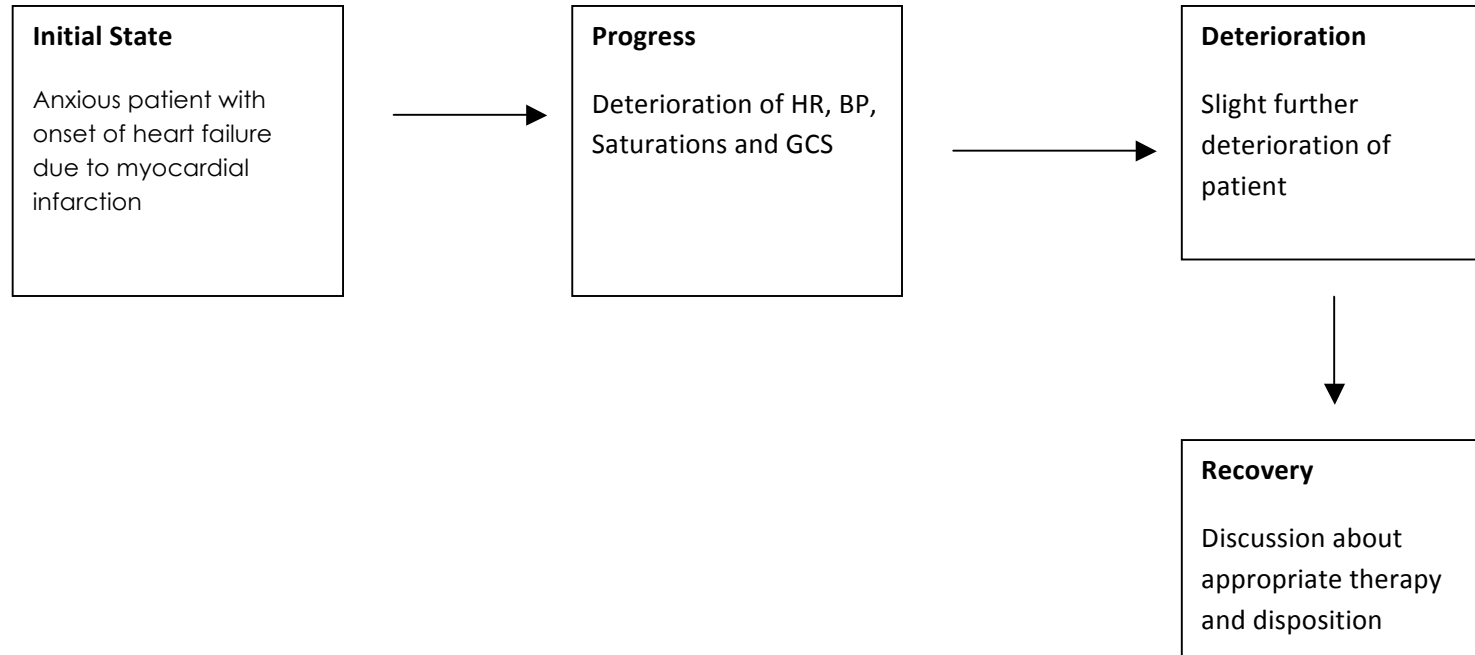 Initial State
Anxious patient with
onset of heart failure
due to myocardial
infarction
Progress
Deterioration of HR, BP,
Saturations and GCS
Deterioration
Slight further
deterioration of
patient
Recovery
Discussion about
appropriate therapy
and disposition